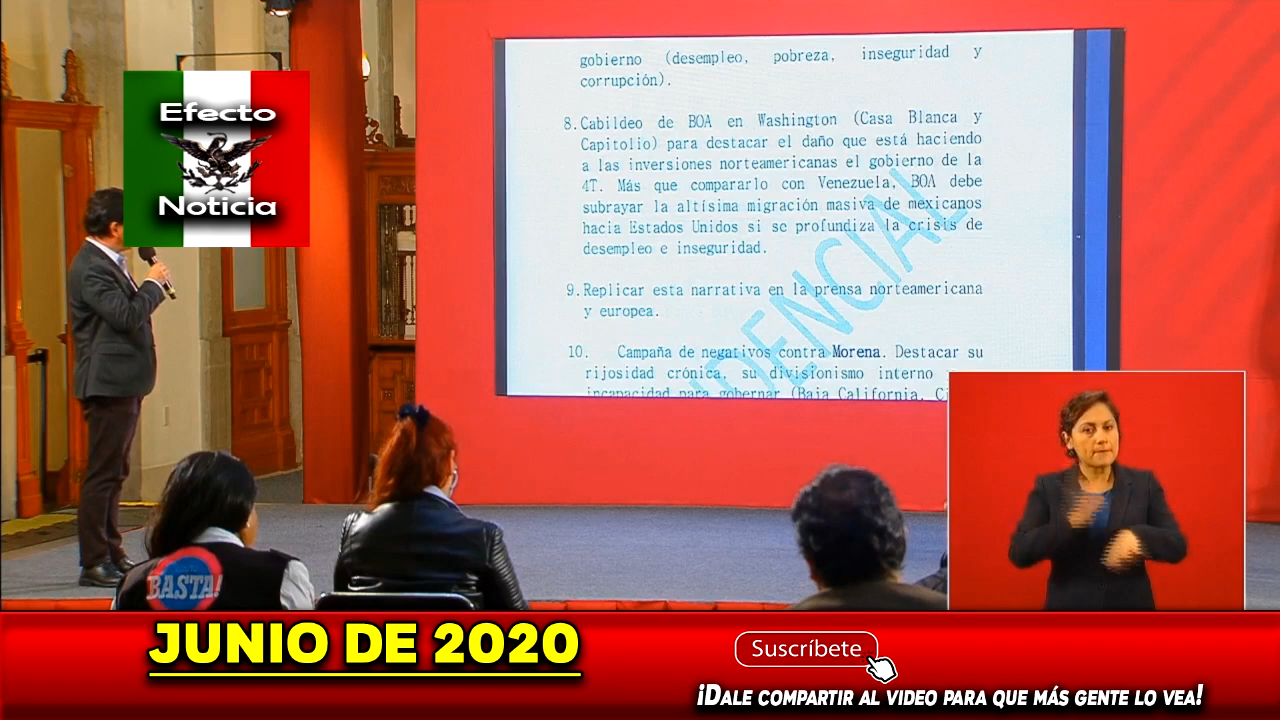 Efecto
Noticia
gobierno (desempleo, pobreza, inseguridad y
corrupción).
8.Cabildeo de BOA en Washington (Casa Blanca y
Capitolio) para destacar el daño que está haciendo
a las inversiones norteamericanas el gobierno de la
4T. Más que compararlo con Venezuela, BOA debe
subrayar la altísima migración masiva de mexicanos
hacia Estados Unidos si se profundiza la crisis de
desempleo e inseguridad.
9.Replicar esta narrativa en la prensa norteamericana
y europea.
10. Campaña de negativos contra Morena. Destacar su
rijosidad crónica, su divisionismo interno
incapacidad para gobernar (Baja California,
BASTA!
JUNIO DE 2020
Suscríbete
¡DALE COMPARTIR AL VIDEO PARA QUE MÁS GENTE LO VEA!